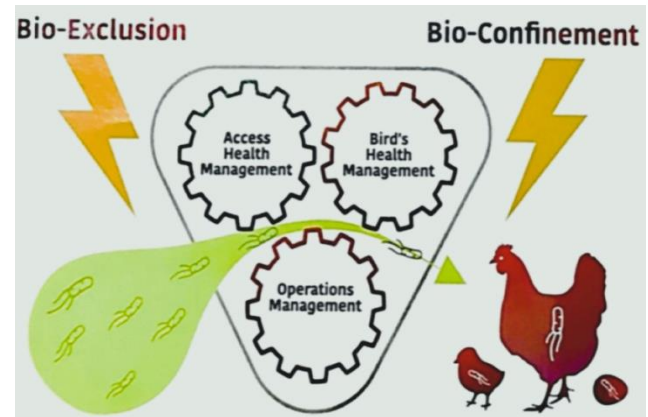 Bio-Exclusion
Bio-Confinement
Access
Health
Management
Bird's
Health
Management
Operations
Management